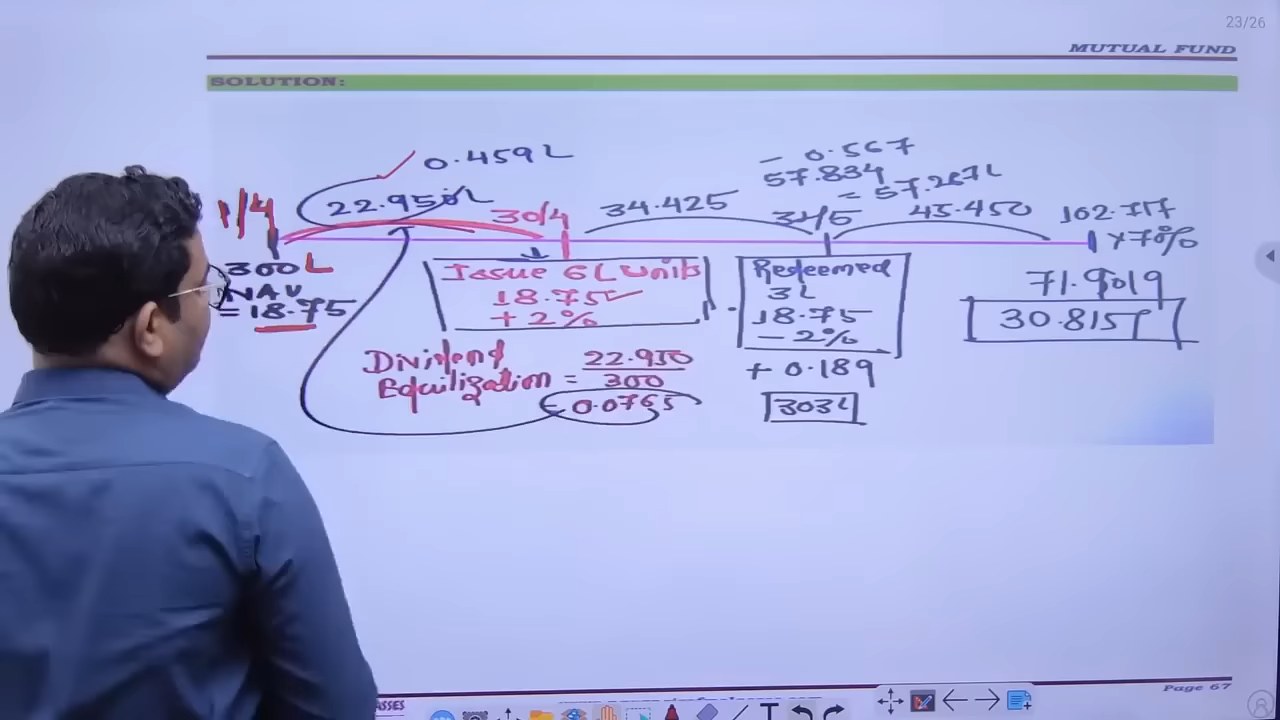 23/26
MUTUAL FUND
SOLUTION:
0.459L
- 0.567
57.834
= 57.267L
1/4
22.950L
30/4
34.425
31/5
45.450
102.717
x 70%
71.9019
30.8151
300L
NAV
= 18.75
Issue 6L Units
18.75
+ 2%
Redeemed
3L
18.75
- 2%
+ 0.189
303L
Dividend
Equilization = 22.950
300
= 0.0765
Page 67
ASSES